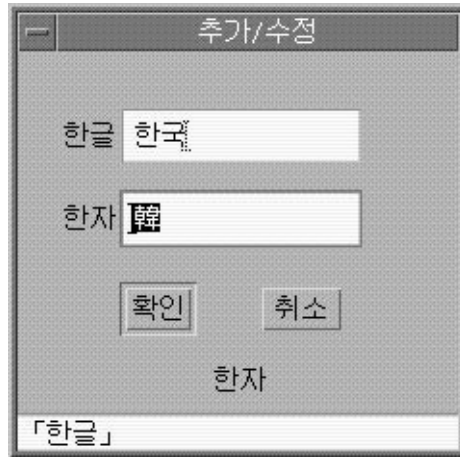 추가/수정
한글 한국
한자 韓
확인 취소
한자
「한글」